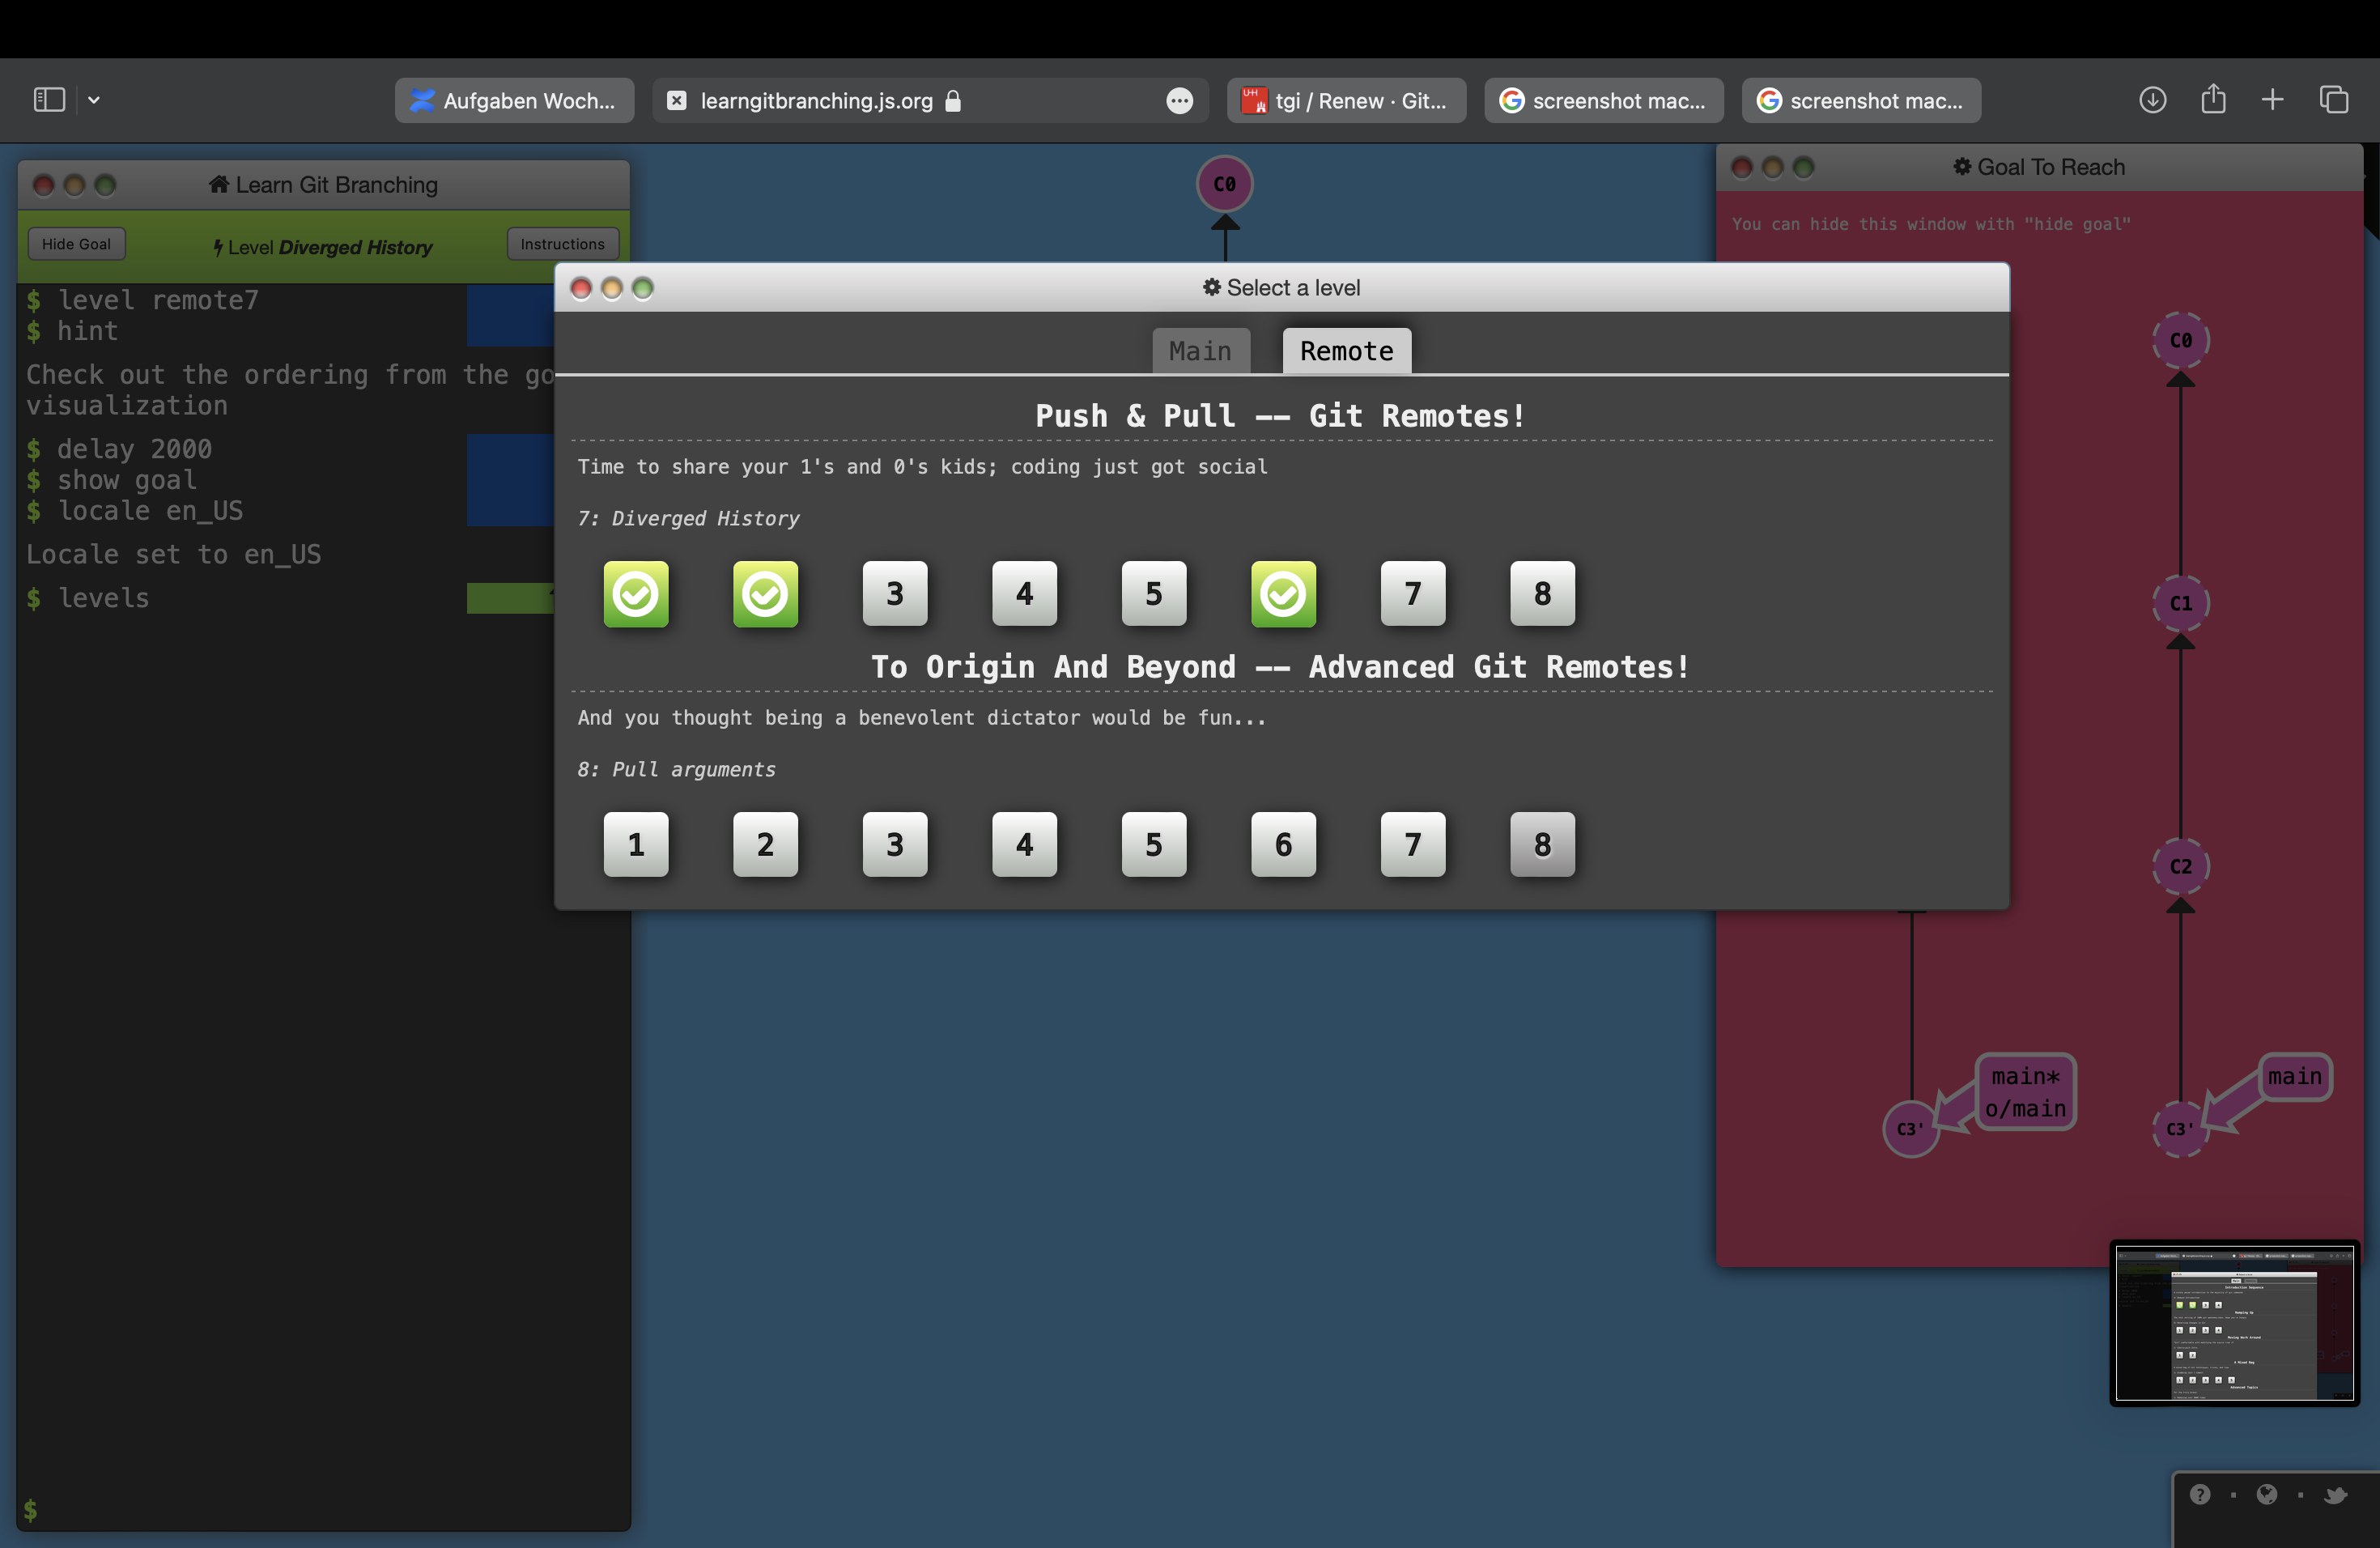 Aufgaben Woch...
learngitbranching.js.org
tgi / Renew · Git...
screenshot mac...
screenshot mac...
Learn Git Branching
Hide Goal
Level Diverged History
Instructions
$ level remote7
$ hint
Check out the ordering from the go
visualization
$ delay 2000
$ show goal
$ locale en_US
Locale set to en_US
$ levels
$
C0
Select a level
Main
Remote
Push & Pull -- Git Remotes!
Time to share your 1's and 0's kids; coding just got social
7: Diverged History
3 4 5 7 8
To Origin And Beyond -- Advanced Git Remotes!
And you thought being a benevolent dictator would be fun...
8: Pull arguments
1 2 3 4 5 6 7 8
Goal To Reach
You can hide this window with "hide goal"
C0
C1
C2
main*
o/main
C3'
main
C3'